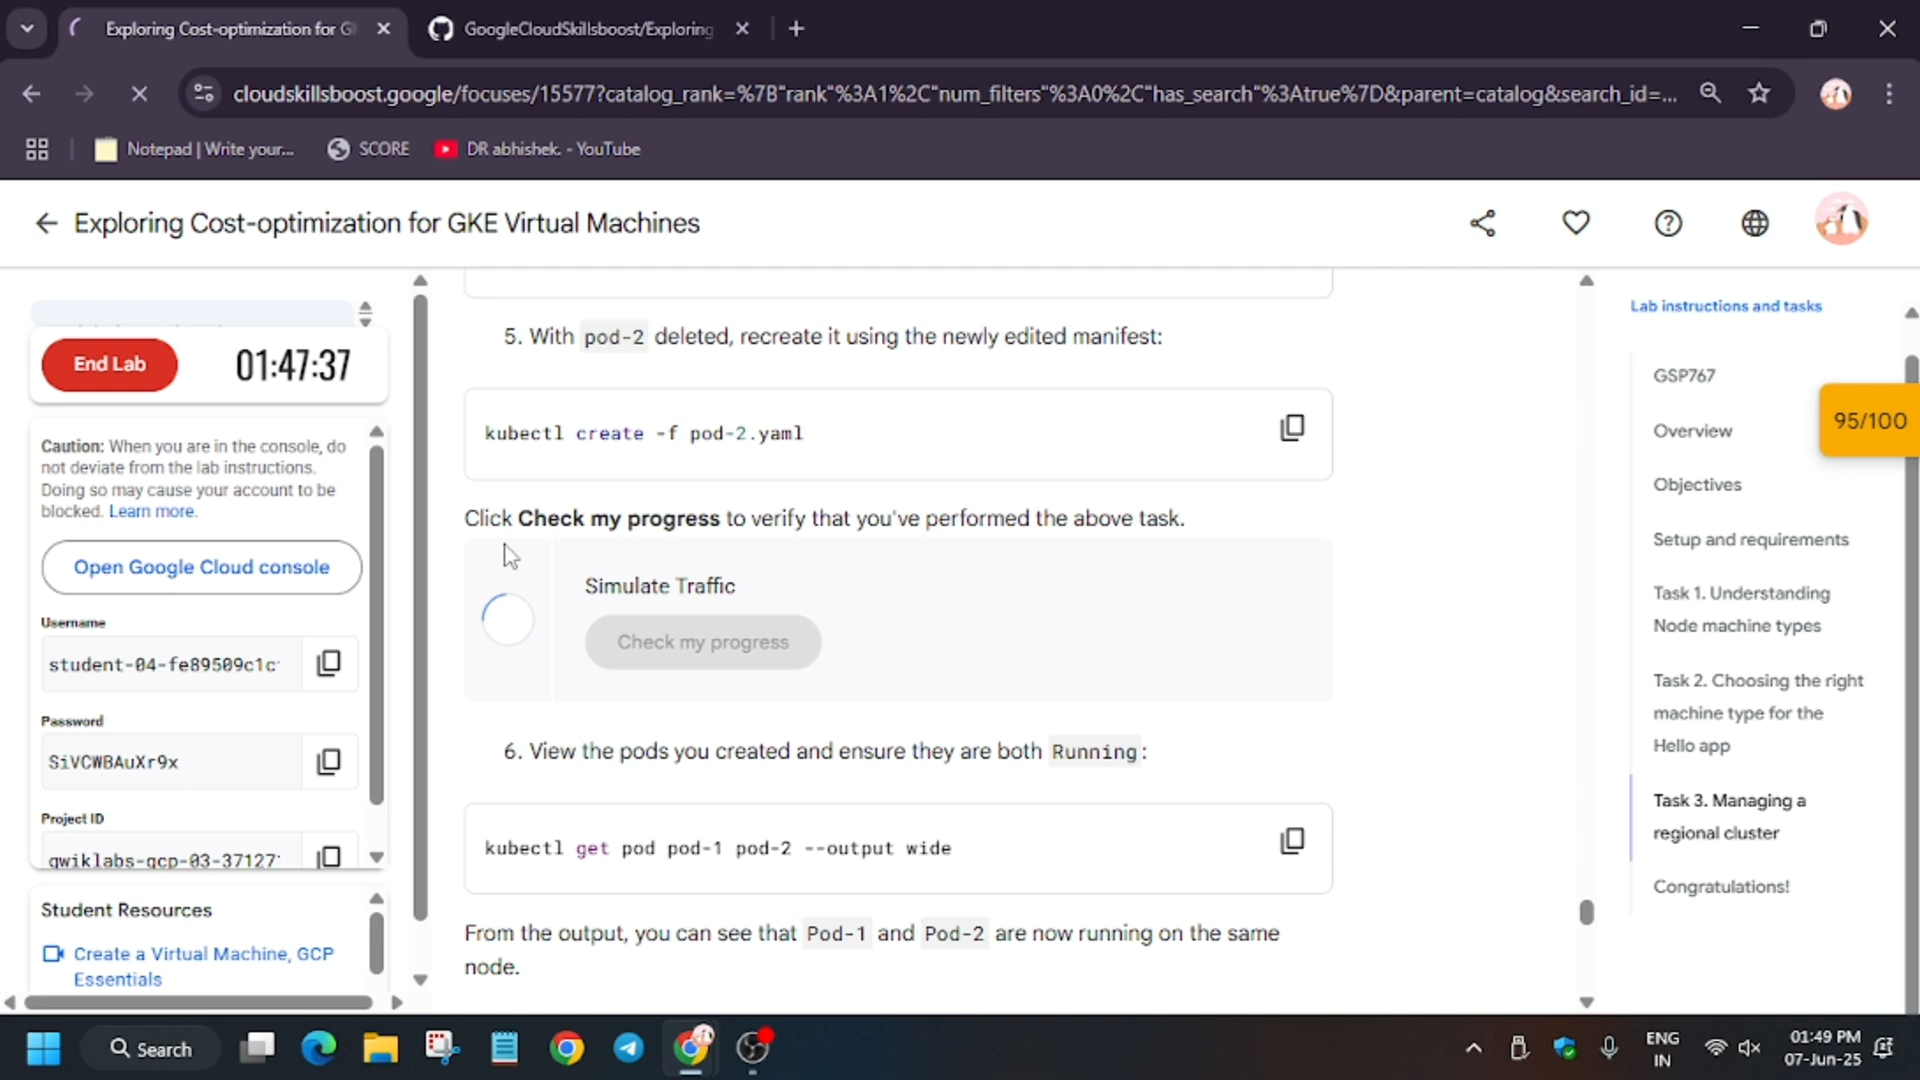 Exploring Cost-optimization for G
GoogleCloudSkillsboost/Exploring
cloudskillsboost.google/focuses/15577?catalog_rank=%7B"rank"%3A1%2C"num_filters"%3A0%2C"has_search"%3Atrue%7D&parent=catalog&search_id=...
Notepad | Write your...
SCORE
DR abhishek. - YouTube
Exploring Cost-optimization for GKE Virtual Machines
End Lab
01:47:37
Caution: When you are in the console, do
not deviate from the lab instructions.
Doing so may cause your account to be
blocked. Learn more.
Open Google Cloud console
Username
student-04-fe89509c1c
Password
SiVCWBAuXr9x
Project ID
qwiklabs-gcp-03-37127
Student Resources
Create a Virtual Machine, GCP
Essentials
5. With pod-2 deleted, recreate it using the newly edited manifest:
kubectl create -f pod-2.yaml
Click Check my progress to verify that you've performed the above task.
Simulate Traffic
Check my progress
6. View the pods you created and ensure they are both Running:
kubectl get pod pod-1 pod-2 --output wide
From the output, you can see that Pod-1 and Pod-2 are now running on the same
node.
Lab instructions and tasks
GSP767
95/100
Overview
Objectives
Setup and requirements
Task 1. Understanding
Node machine types
Task 2. Choosing the right
machine type for the
Hello app
Task 3. Managing a
regional cluster
Congratulations!
Search
ENG
IN
01:49 PM
07-Jun-25